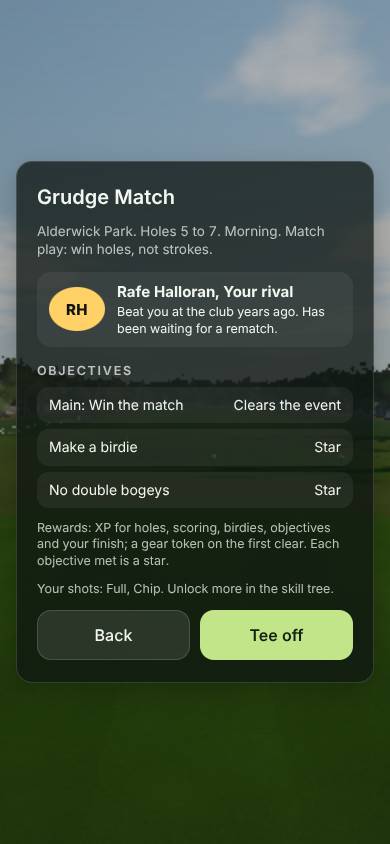 Grudge Match
Alderwick Park. Holes 5 to 7. Morning. Match
play: win holes, not strokes.
RH
Rafe Halloran, Your rival
Beat you at the club years ago. Has
been waiting for a rematch.
OBJECTIVES
Main: Win the match Clears the event
Make a birdie Star
No double bogeys Star
Rewards: XP for holes, scoring, birdies, objectives
and your finish; a gear token on the first clear. Each
objective met is a star.
Your shots: Full, Chip. Unlock more in the skill tree.
Back Tee off